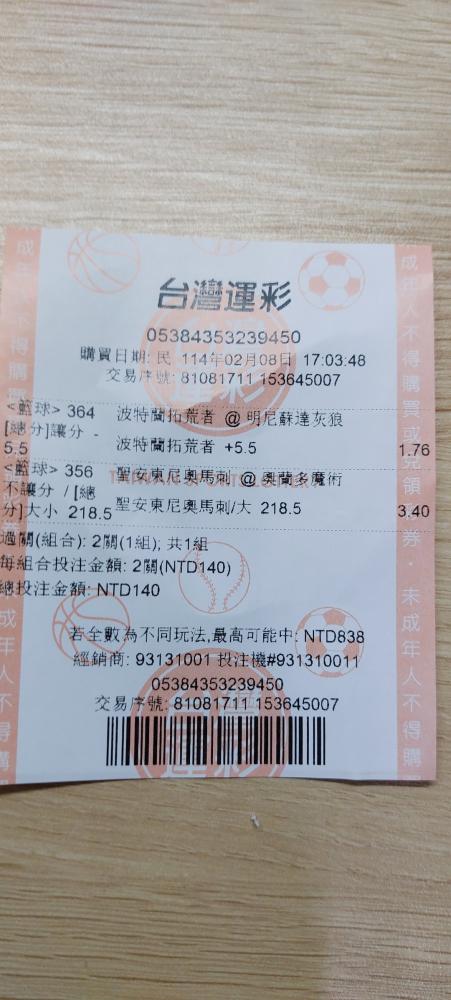 台灣運彩
05384353239450
購買日期: 民 114年02月08日 17:03:48
交易序號: 81081711 153645007
<籃球> 364 波特蘭拓荒者 @ 明尼蘇達灰狼
[總分]讓分 -
5.5 波特蘭拓荒者 +5.5 1.76
<籃球> 356 聖安東尼奧馬刺 @ 奧蘭多魔術
不讓分 / [總
分]大小 218.5 聖安東尼奧馬刺/大 218.5 3.40
過關(組合): 2關(1組); 共1組
每組合投注金額: 2關(NTD140)
總投注金額: NTD140
若全數為不同玩法,最高可能中: NTD838
經銷商: 93131001 投注機#931310011
05384353239450
交易序號: 81081711 153645007
成年人不得購買或兌領彩券 · 未成年人不得購